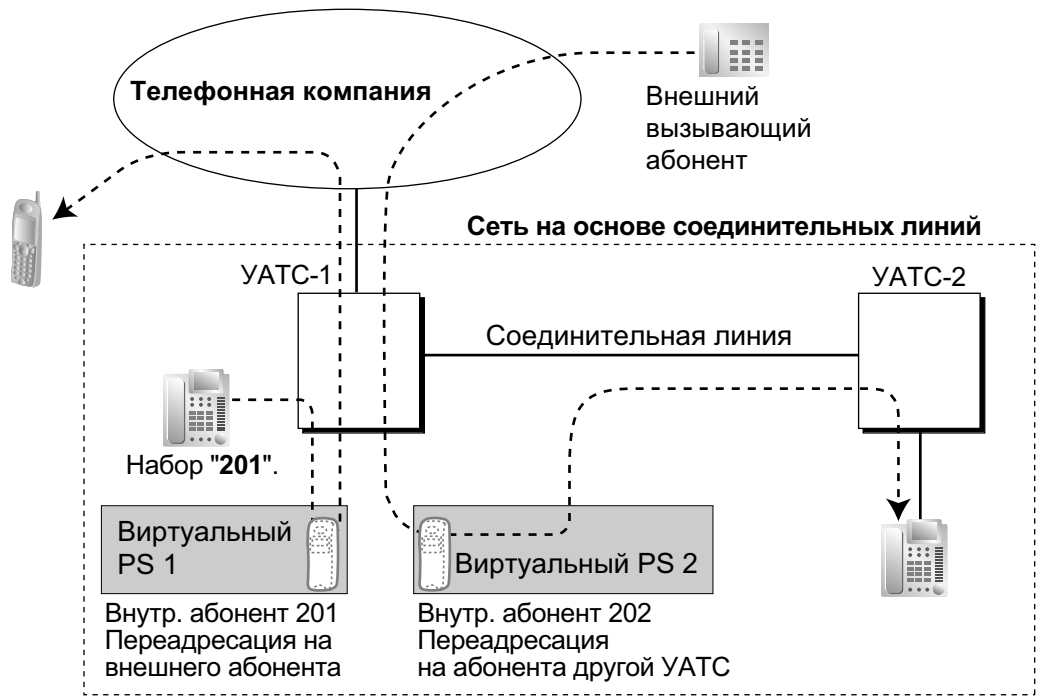 Телефонная компания
Внешний
вызывающий
абонент
Сеть на основе соединительных линий
УАТС-1
УАТС-2
Соединительная линия
Набор "201".
Виртуальный
PS 1
Виртуальный PS 2
Внутр. абонент 201
Переадресация на
внешнего абонента
Внутр. абонент 202
Переадресация
на абонента другой УАТС